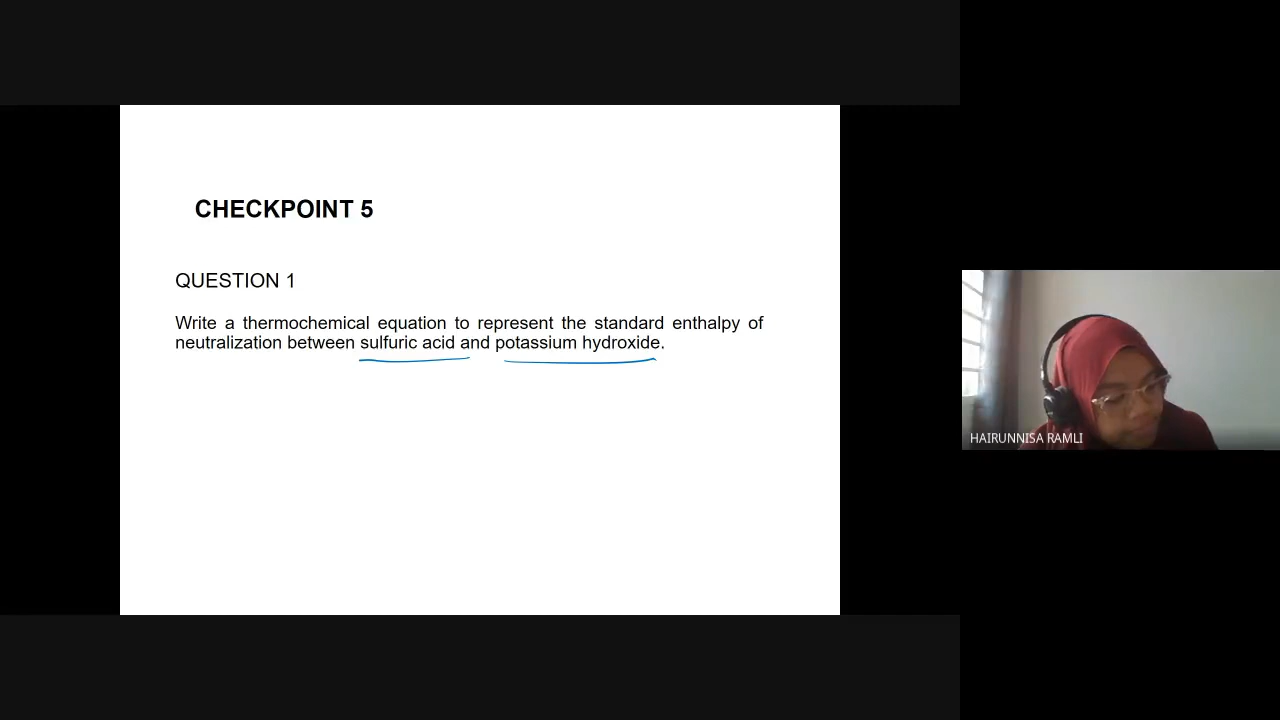 CHECKPOINT 5
QUESTION 1
Write a thermochemical equation to represent the standard enthalpy of
neutralization between sulfuric acid and potassium hydroxide.
HAIRUNNISA RAMLI